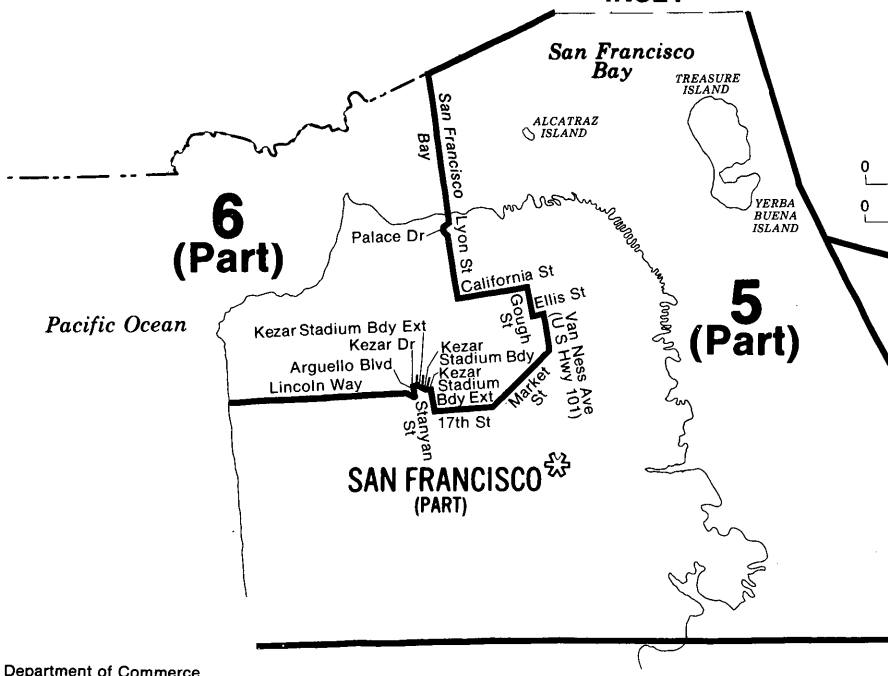 San Francisco
Bay
TREASURE
ISLAND
ALCATRAZ
ISLAND
San Francisco
Bay
0
0
YERBA
BUENA
ISLAND
6
(Part)
Palace Dr
Lyon St
California St
Gough
St
Ellis St
Van Ness Ave
(U S Hwy 101)
5
(Part)
Pacific Ocean
Kezar Stadium Bdy Ext
Kezar Dr
Arguello Blvd
Lincoln Way
Kezar
Stadium Bdy
Kezar
Stadium
Bdy Ext
Market
St
Stanyan
St
17th St
SAN FRANCISCO
(PART)
Department of Commerce